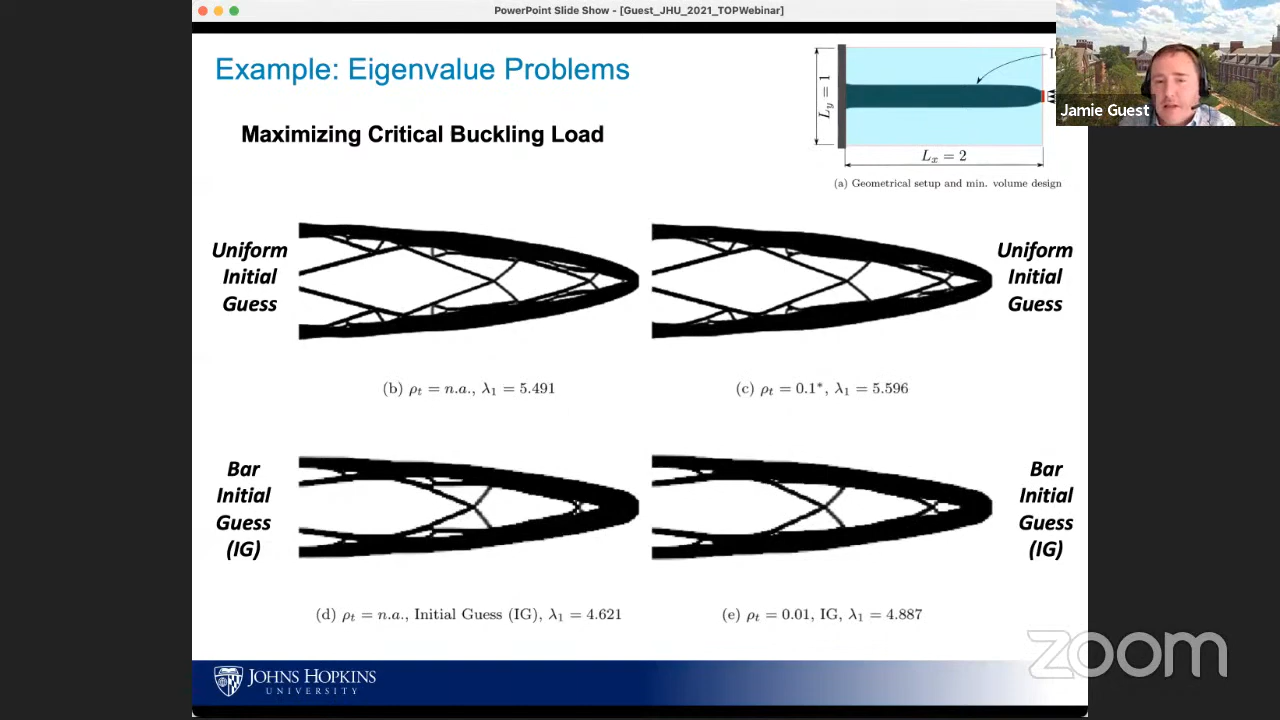 PowerPoint Slide Show - [Guest_JHU_2021_TOPWebinar]
Example: Eigenvalue Problems
Maximizing Critical Buckling Load
L_y = 1
L_x = 2
(a) Geometrical setup and min. volume design
Jamie Guest
Uniform
Initial
Guess
Uniform
Initial
Guess
(b) ρ_t = n.a., λ_1 = 5.491
(c) ρ_t = 0.1*, λ_1 = 5.596
Bar
Initial
Guess
(IG)
Bar
Initial
Guess
(IG)
(d) ρ_t = n.a., Initial Guess (IG), λ_1 = 4.621
(e) ρ_t = 0.01, IG, λ_1 = 4.887
JOHNS HOPKINS
UNIVERSITY
zoom